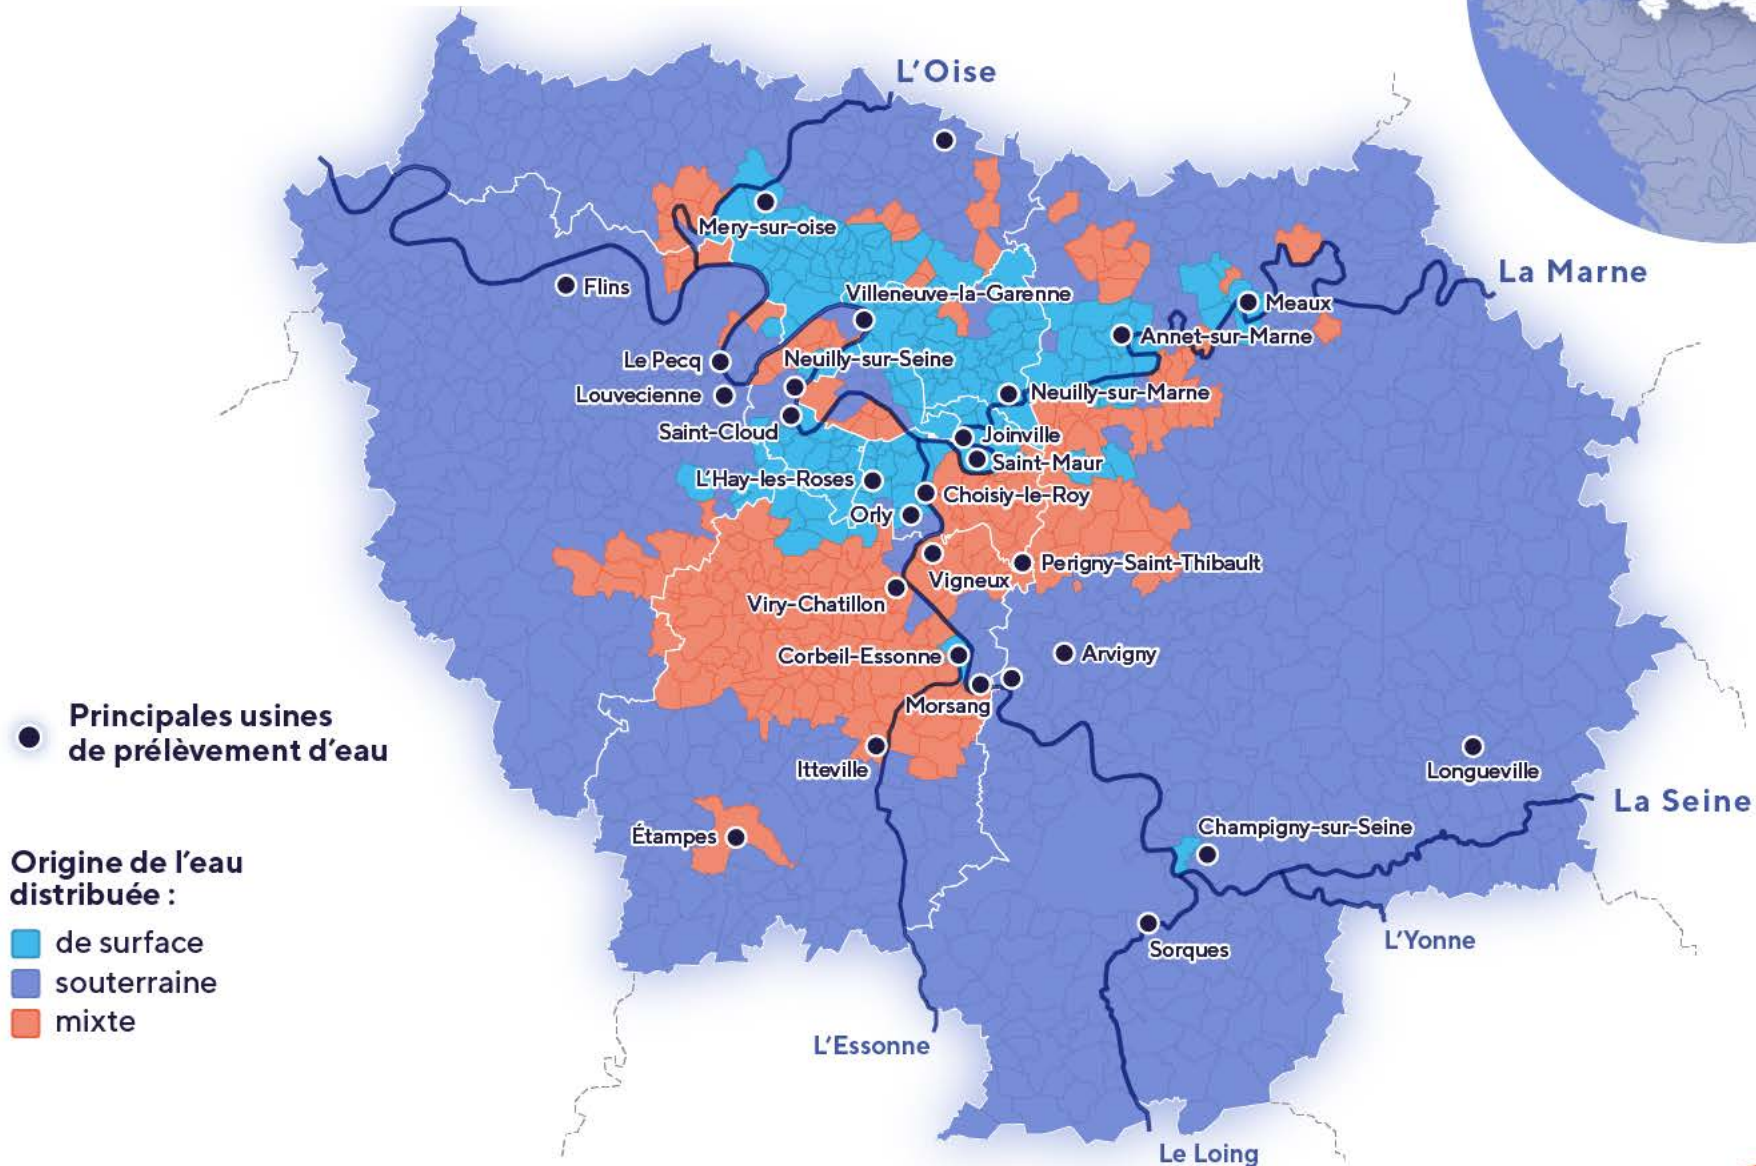 L'Oise
Mery-sur-oise
La Marne
Flins
Villeneuve-la-Garenne
Meaux
Annet-sur-Marne
Le Pecq
Neuilly-sur-Seine
Louvecienne
Neuilly-sur-Marne
Saint-Cloud
Joinville
Saint-Maur
L'Hay-les-Roses
Choisiy-le-Roy
Orly
Perigny-Saint-Thibault
Vigneux
Viry-Chatillon
Corbeil-Essonne
Arvigny
Morsang
Principales usines
de prélèvement d'eau
Itteville
Longueville
La Seine
Étampes
Champigny-sur-Seine
Origine de l'eau
distribuée :
de surface
souterraine
mixte
L'Yonne
Sorques
L'Essonne
Le Loing